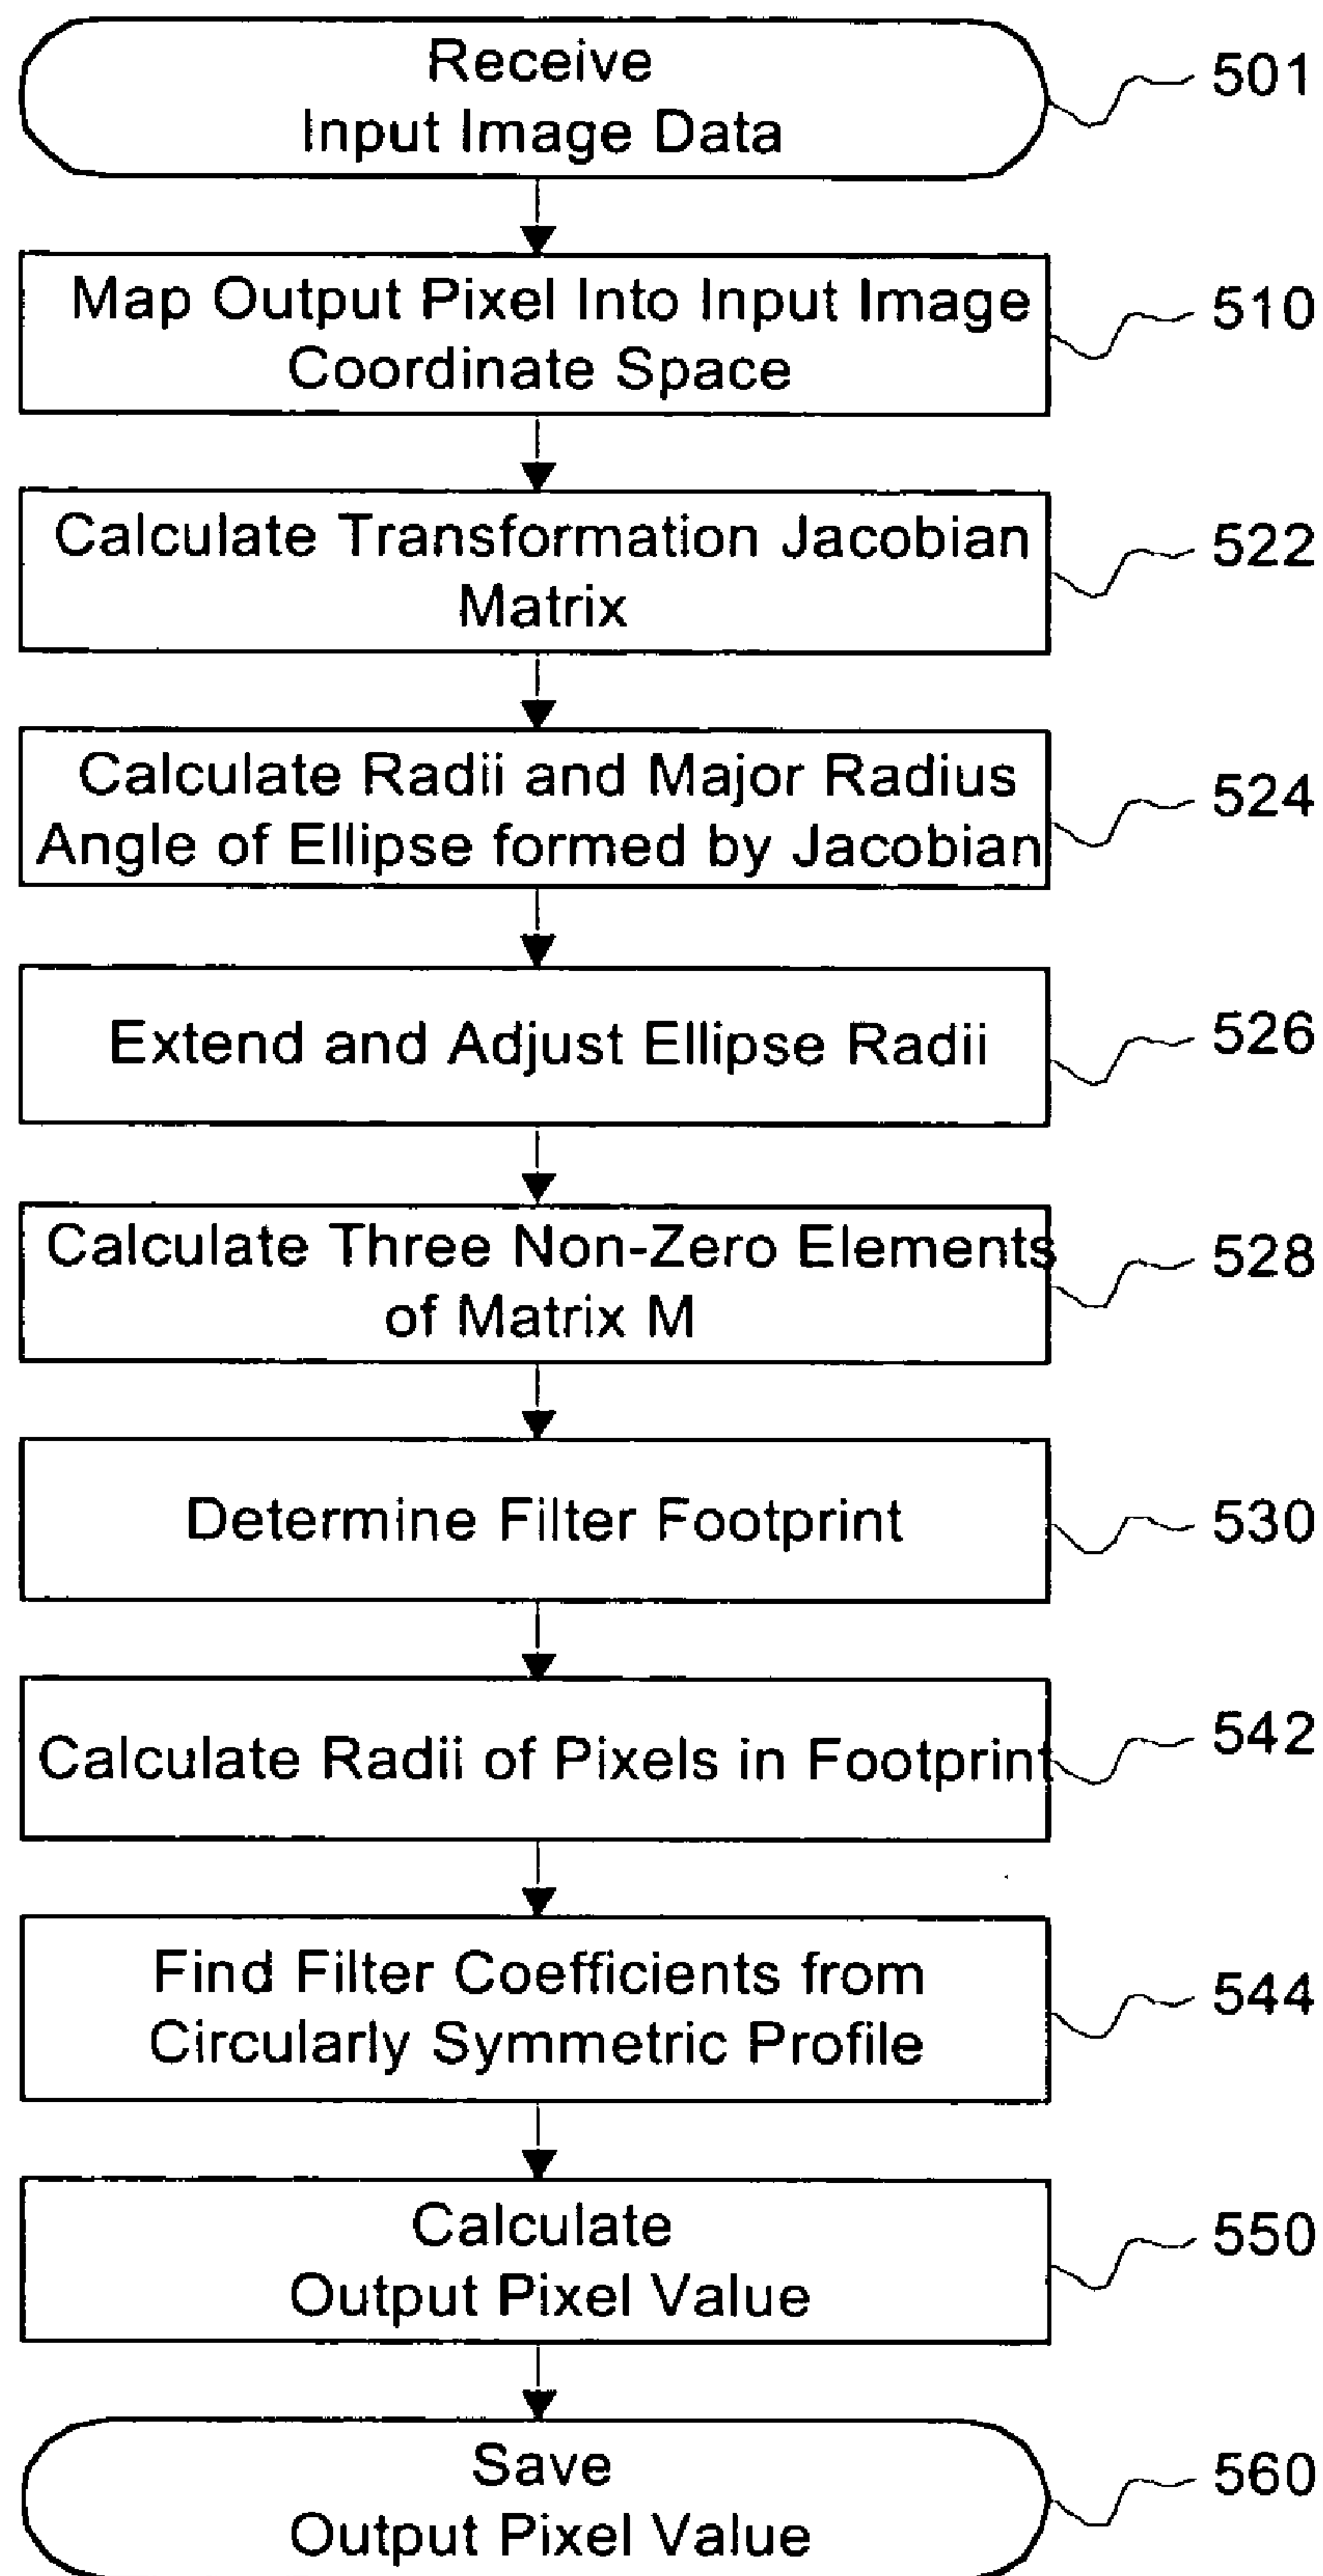 Receive
Input Image Data
501
Map Output Pixel Into Input Image
Coordinate Space
510
Calculate Transformation Jacobian
Matrix
522
Calculate Radii and Major Radius
Angle of Ellipse formed by Jacobian
524
Extend and Adjust Ellipse Radii
526
Calculate Three Non-Zero Elements
of Matrix M
528
Determine Filter Footprint
530
Calculate Radii of Pixels in Footprint
542
Find Filter Coefficients from
Circularly Symmetric Profile
544
Calculate
Output Pixel Value
550
Save
Output Pixel Value
560